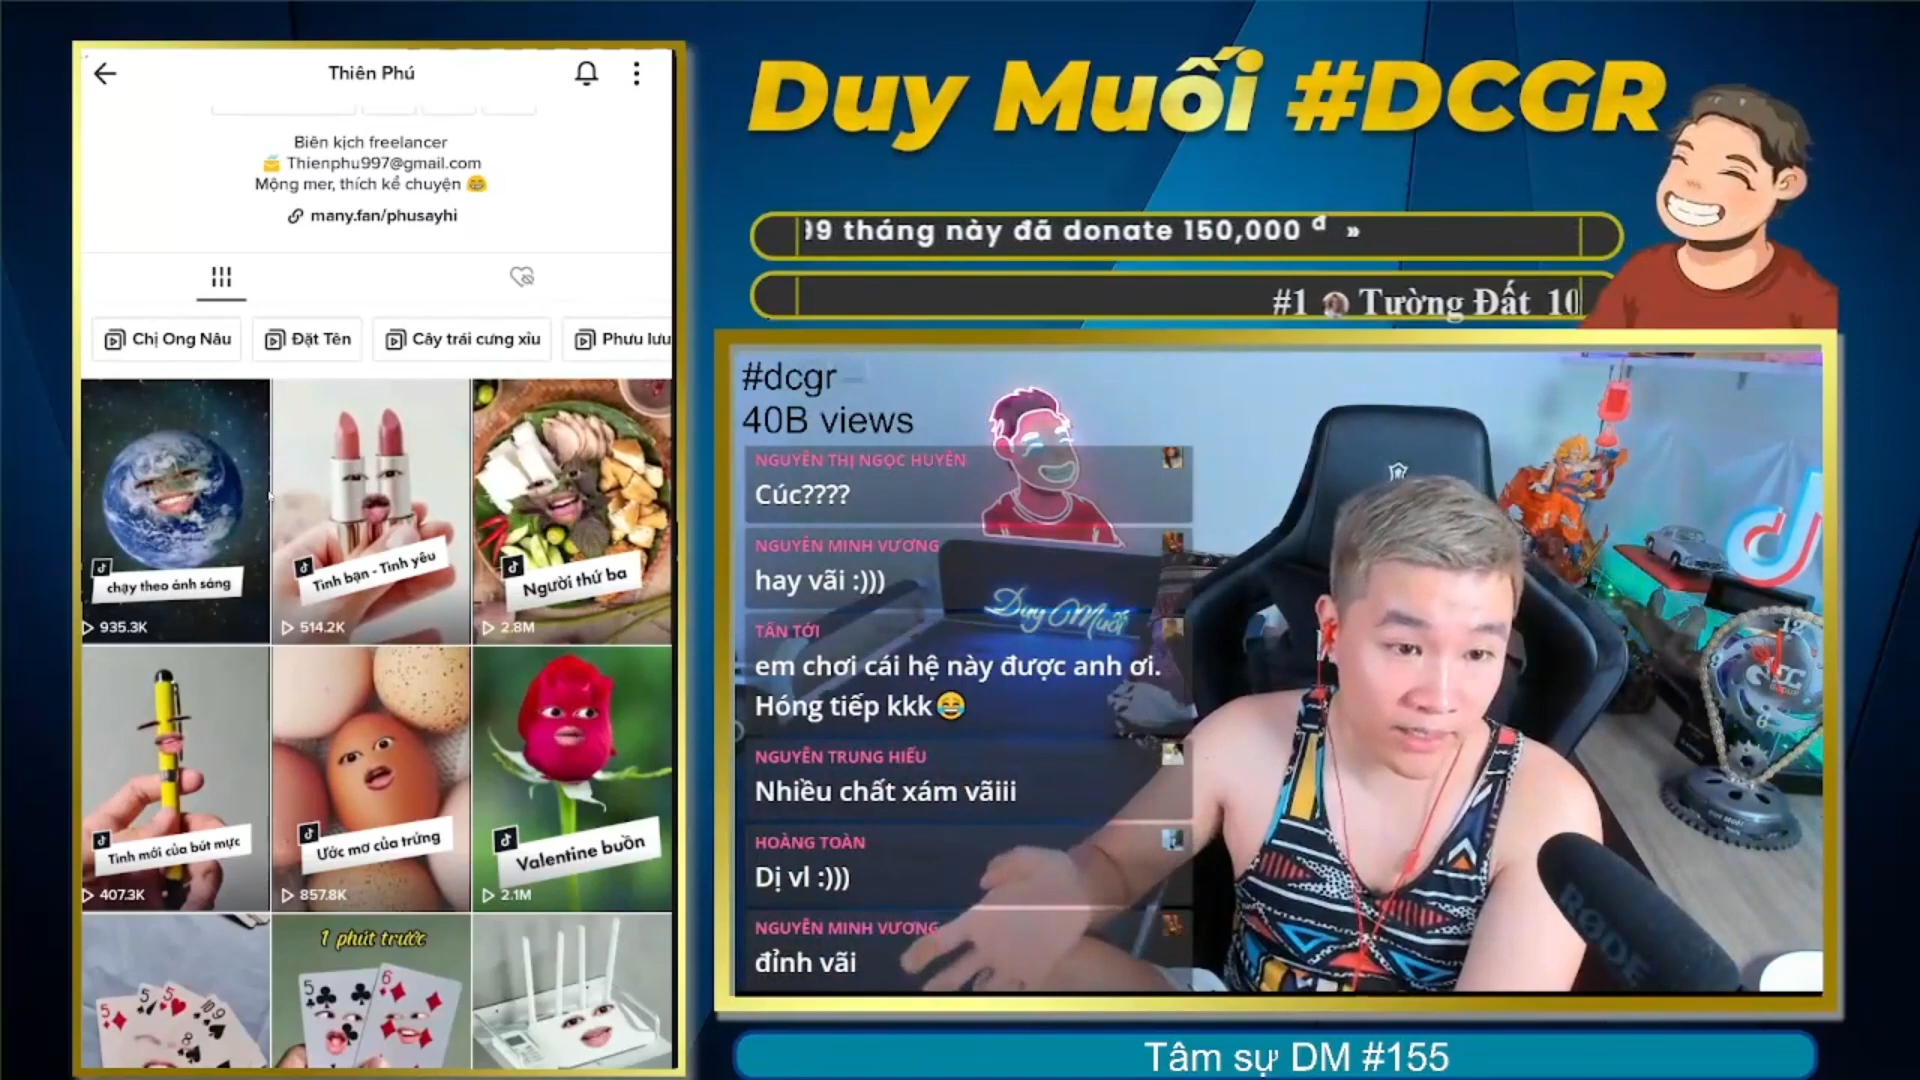 Thiên Phú
Biên kịch freelancer
Thienphu997@gmail.com
Mộng mer, thích kể chuyện 😂
many.fan/phusayhi
Chị Ong Nâu
Đặt Tên
Cây trái cưng xỉu
Phưu lưu
chạy theo ánh sáng
935.3K
Tình bạn - Tình yêu
514.2K
Người thứ ba
2.8M
Tình mới của bút mực
407.3K
Ước mơ của trứng
857.8K
Valentine buồn
2.1M
1 phút trước
Duy Muối #DCGR
99 tháng này đã donate 150,000 đ »
#1 Tường Đất 10
#dcgr
40B views
NGUYỄN THỊ NGỌC HUYỀN
Cúc????
NGUYỄN MINH VƯƠNG
hay vãi :)))
TẤN TỚI
em chơi cái hệ này được anh ơi.
Hóng tiếp kkk😂
NGUYỄN TRUNG HIẾU
Nhiều chất xám vãiii
HOÀNG TOÀN
Dị vl :)))
NGUYỄN MINH VƯƠNG
đỉnh vãi
Duy Muối
RØDE
Tâm sự DM #155